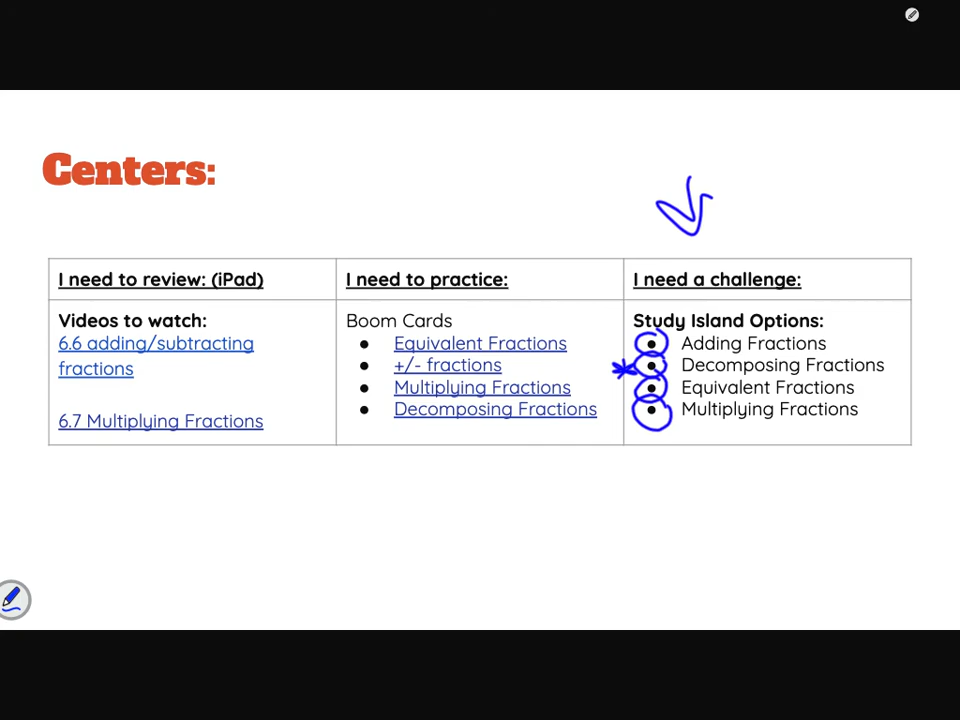 Centers:
I need to review: (iPad)
Videos to watch:
6.6 adding/subtracting
fractions
6.7 Multiplying Fractions
I need to practice:
Boom Cards
● Equivalent Fractions
● +/- fractions
● Multiplying Fractions
● Decomposing Fractions
I need a challenge:
Study Island Options:
● Adding Fractions
● Decomposing Fractions
● Equivalent Fractions
● Multiplying Fractions